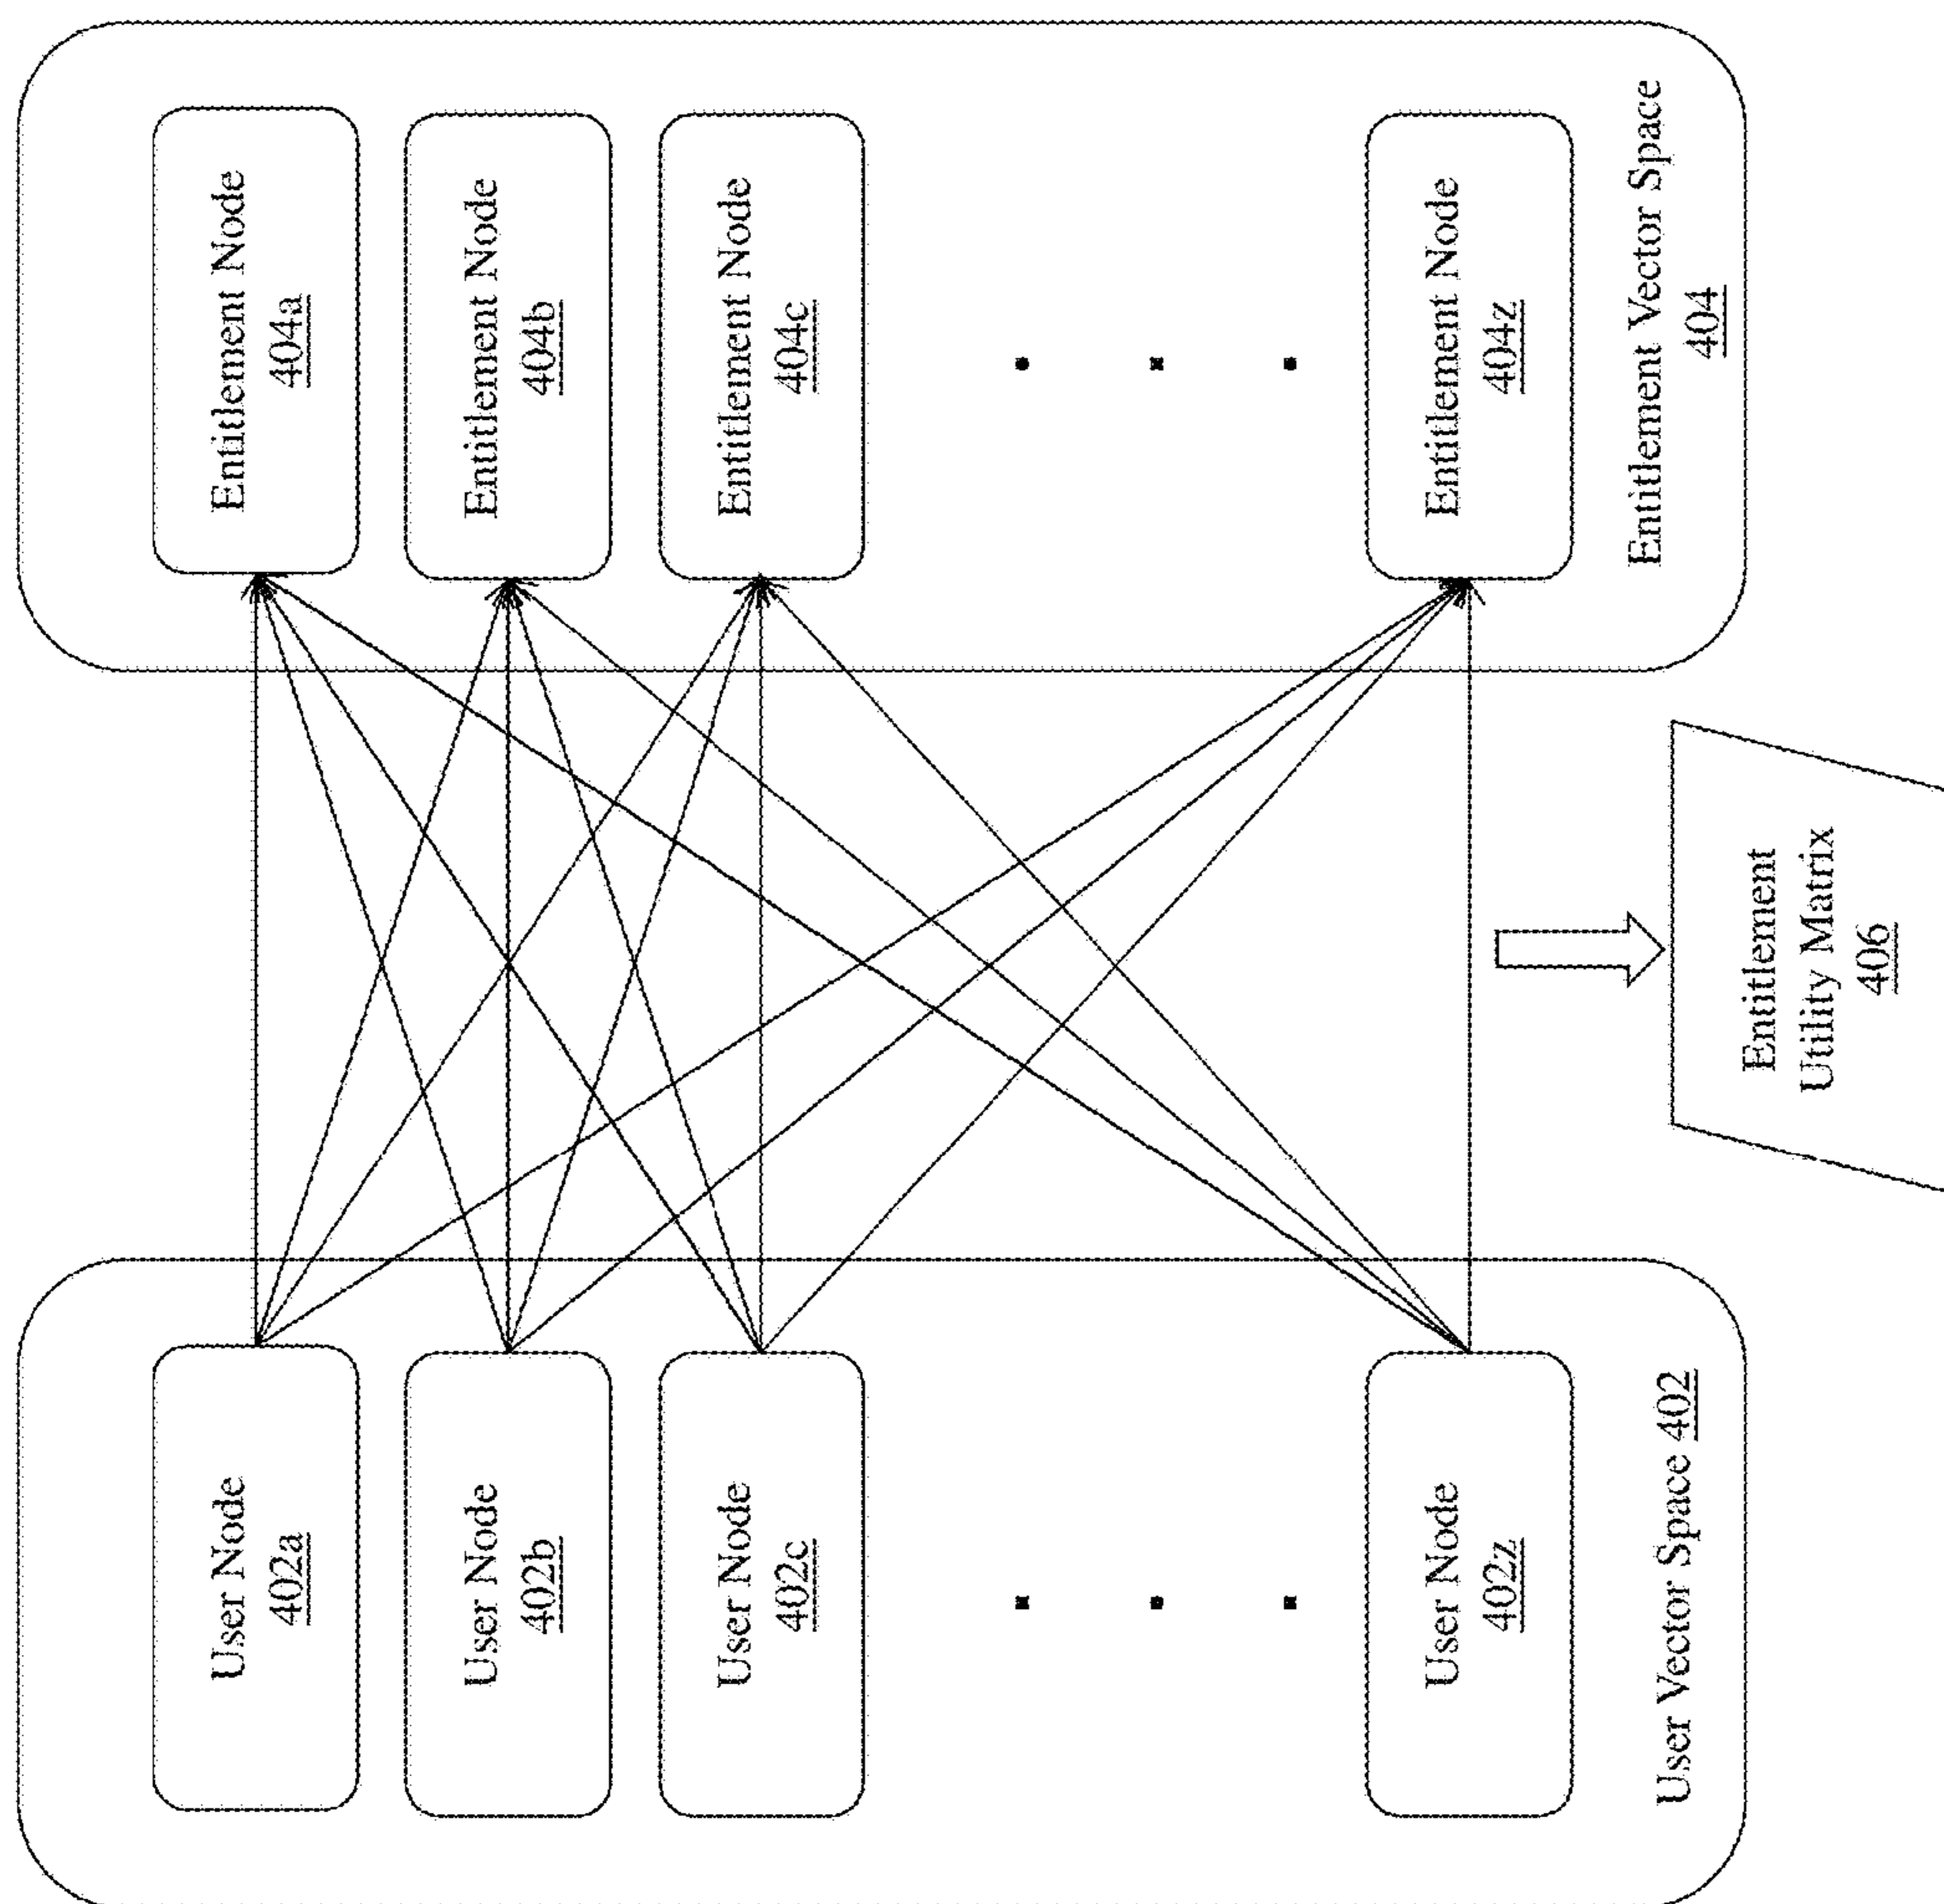 User Node
402a
User Node
402b
User Node
402c
User Node
402z
User Vector Space 402
Entitlement Node
404a
Entitlement Node
404b
Entitlement Node
404c
Entitlement Node
404z
Entitlement Vector Space
404
Entitlement
Utility Matrix
406